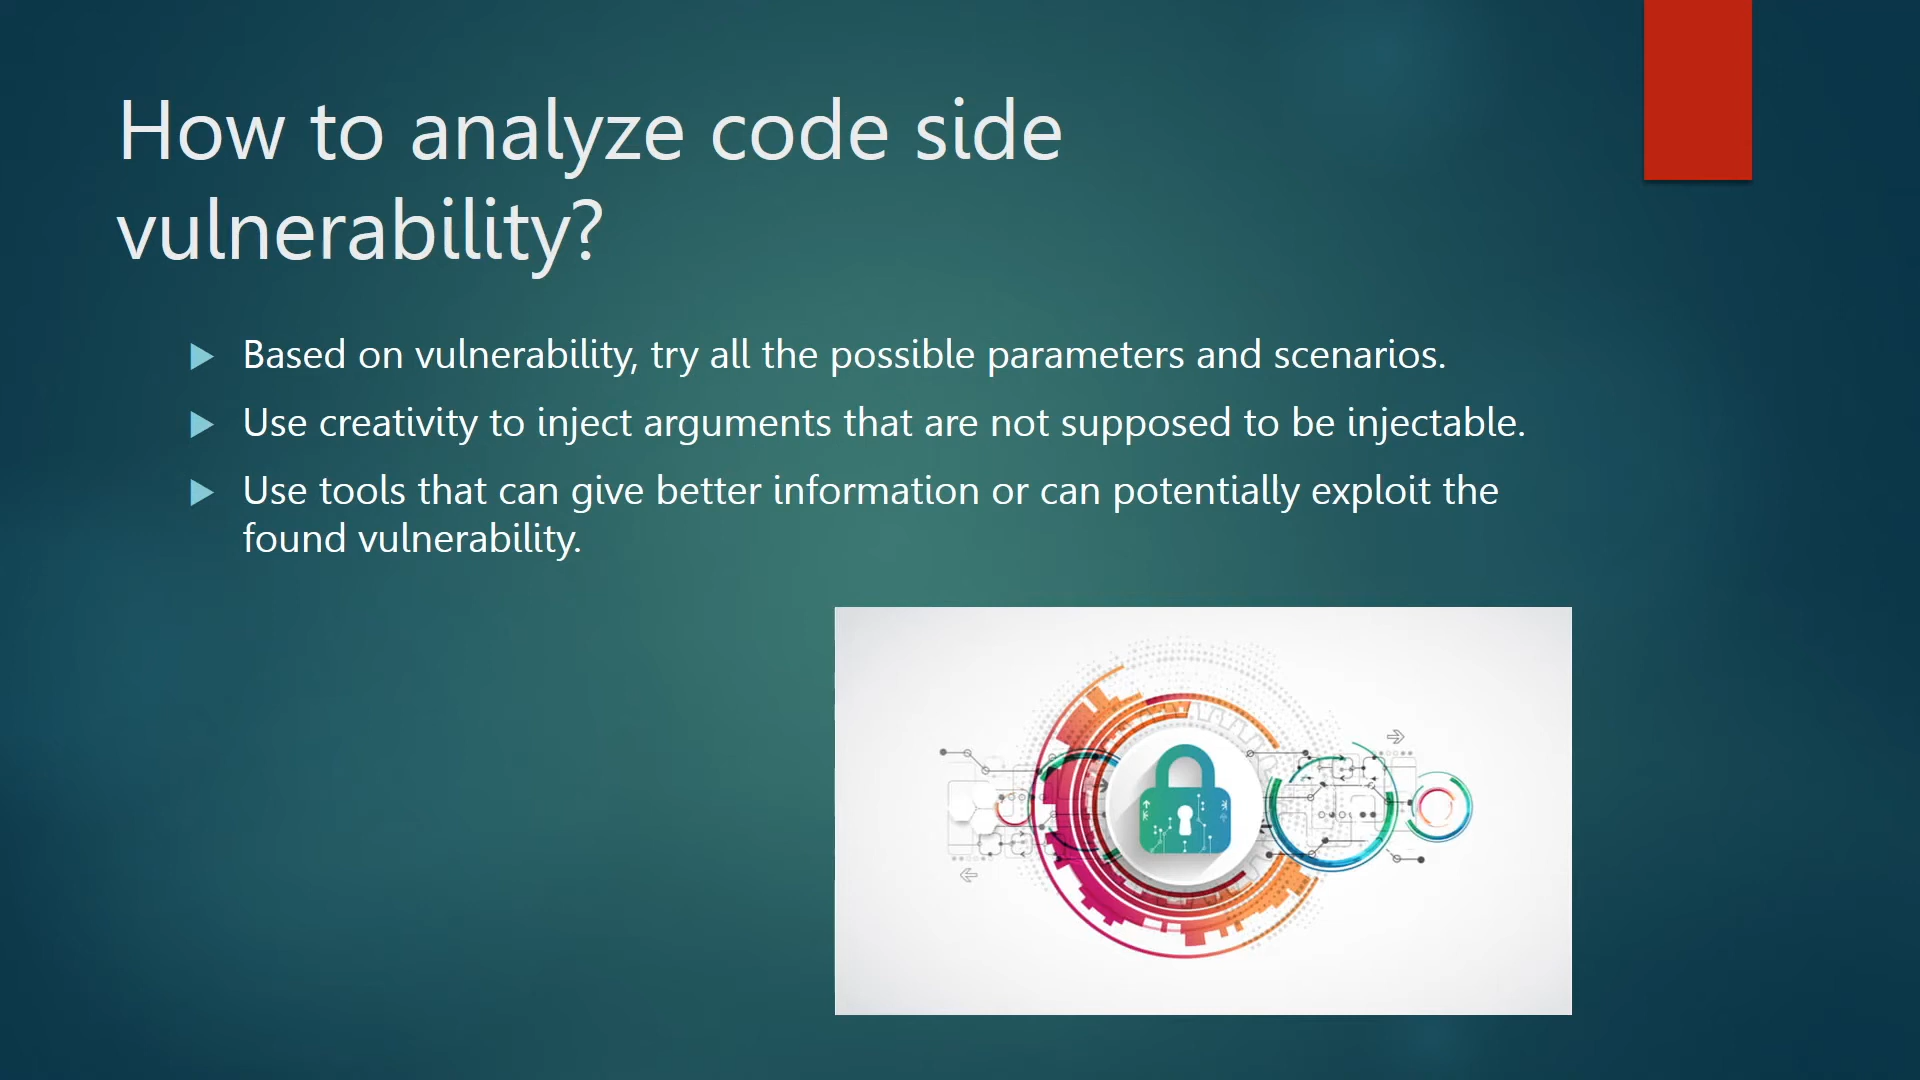 How to analyze code side
vulnerability?
Based on vulnerability, try all the possible parameters and scenarios.
Use creativity to inject arguments that are not supposed to be injectable.
Use tools that can give better information or can potentially exploit the
found vulnerability.